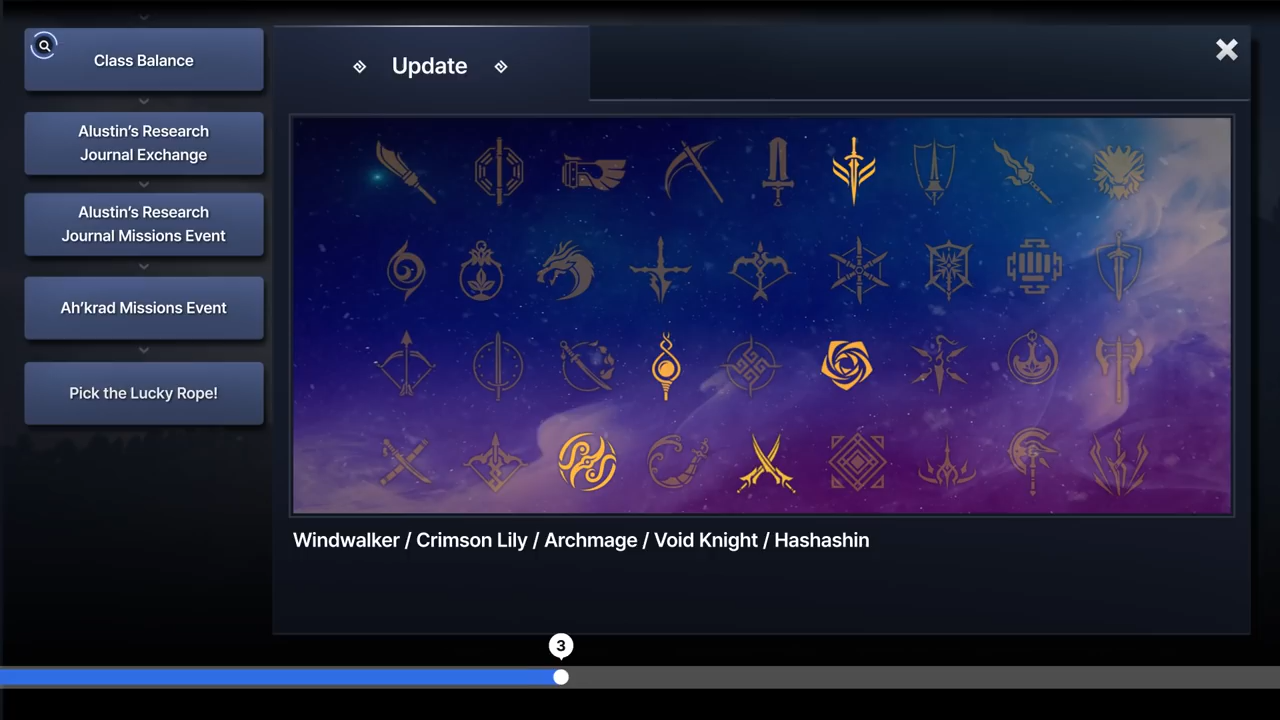 Class Balance
Alustin’s Research
Journal Exchange
Alustin’s Research
Journal Missions Event
Ah’krad Missions Event
Pick the Lucky Rope!
Update
Windwalker / Crimson Lily / Archmage / Void Knight / Hashashin
3